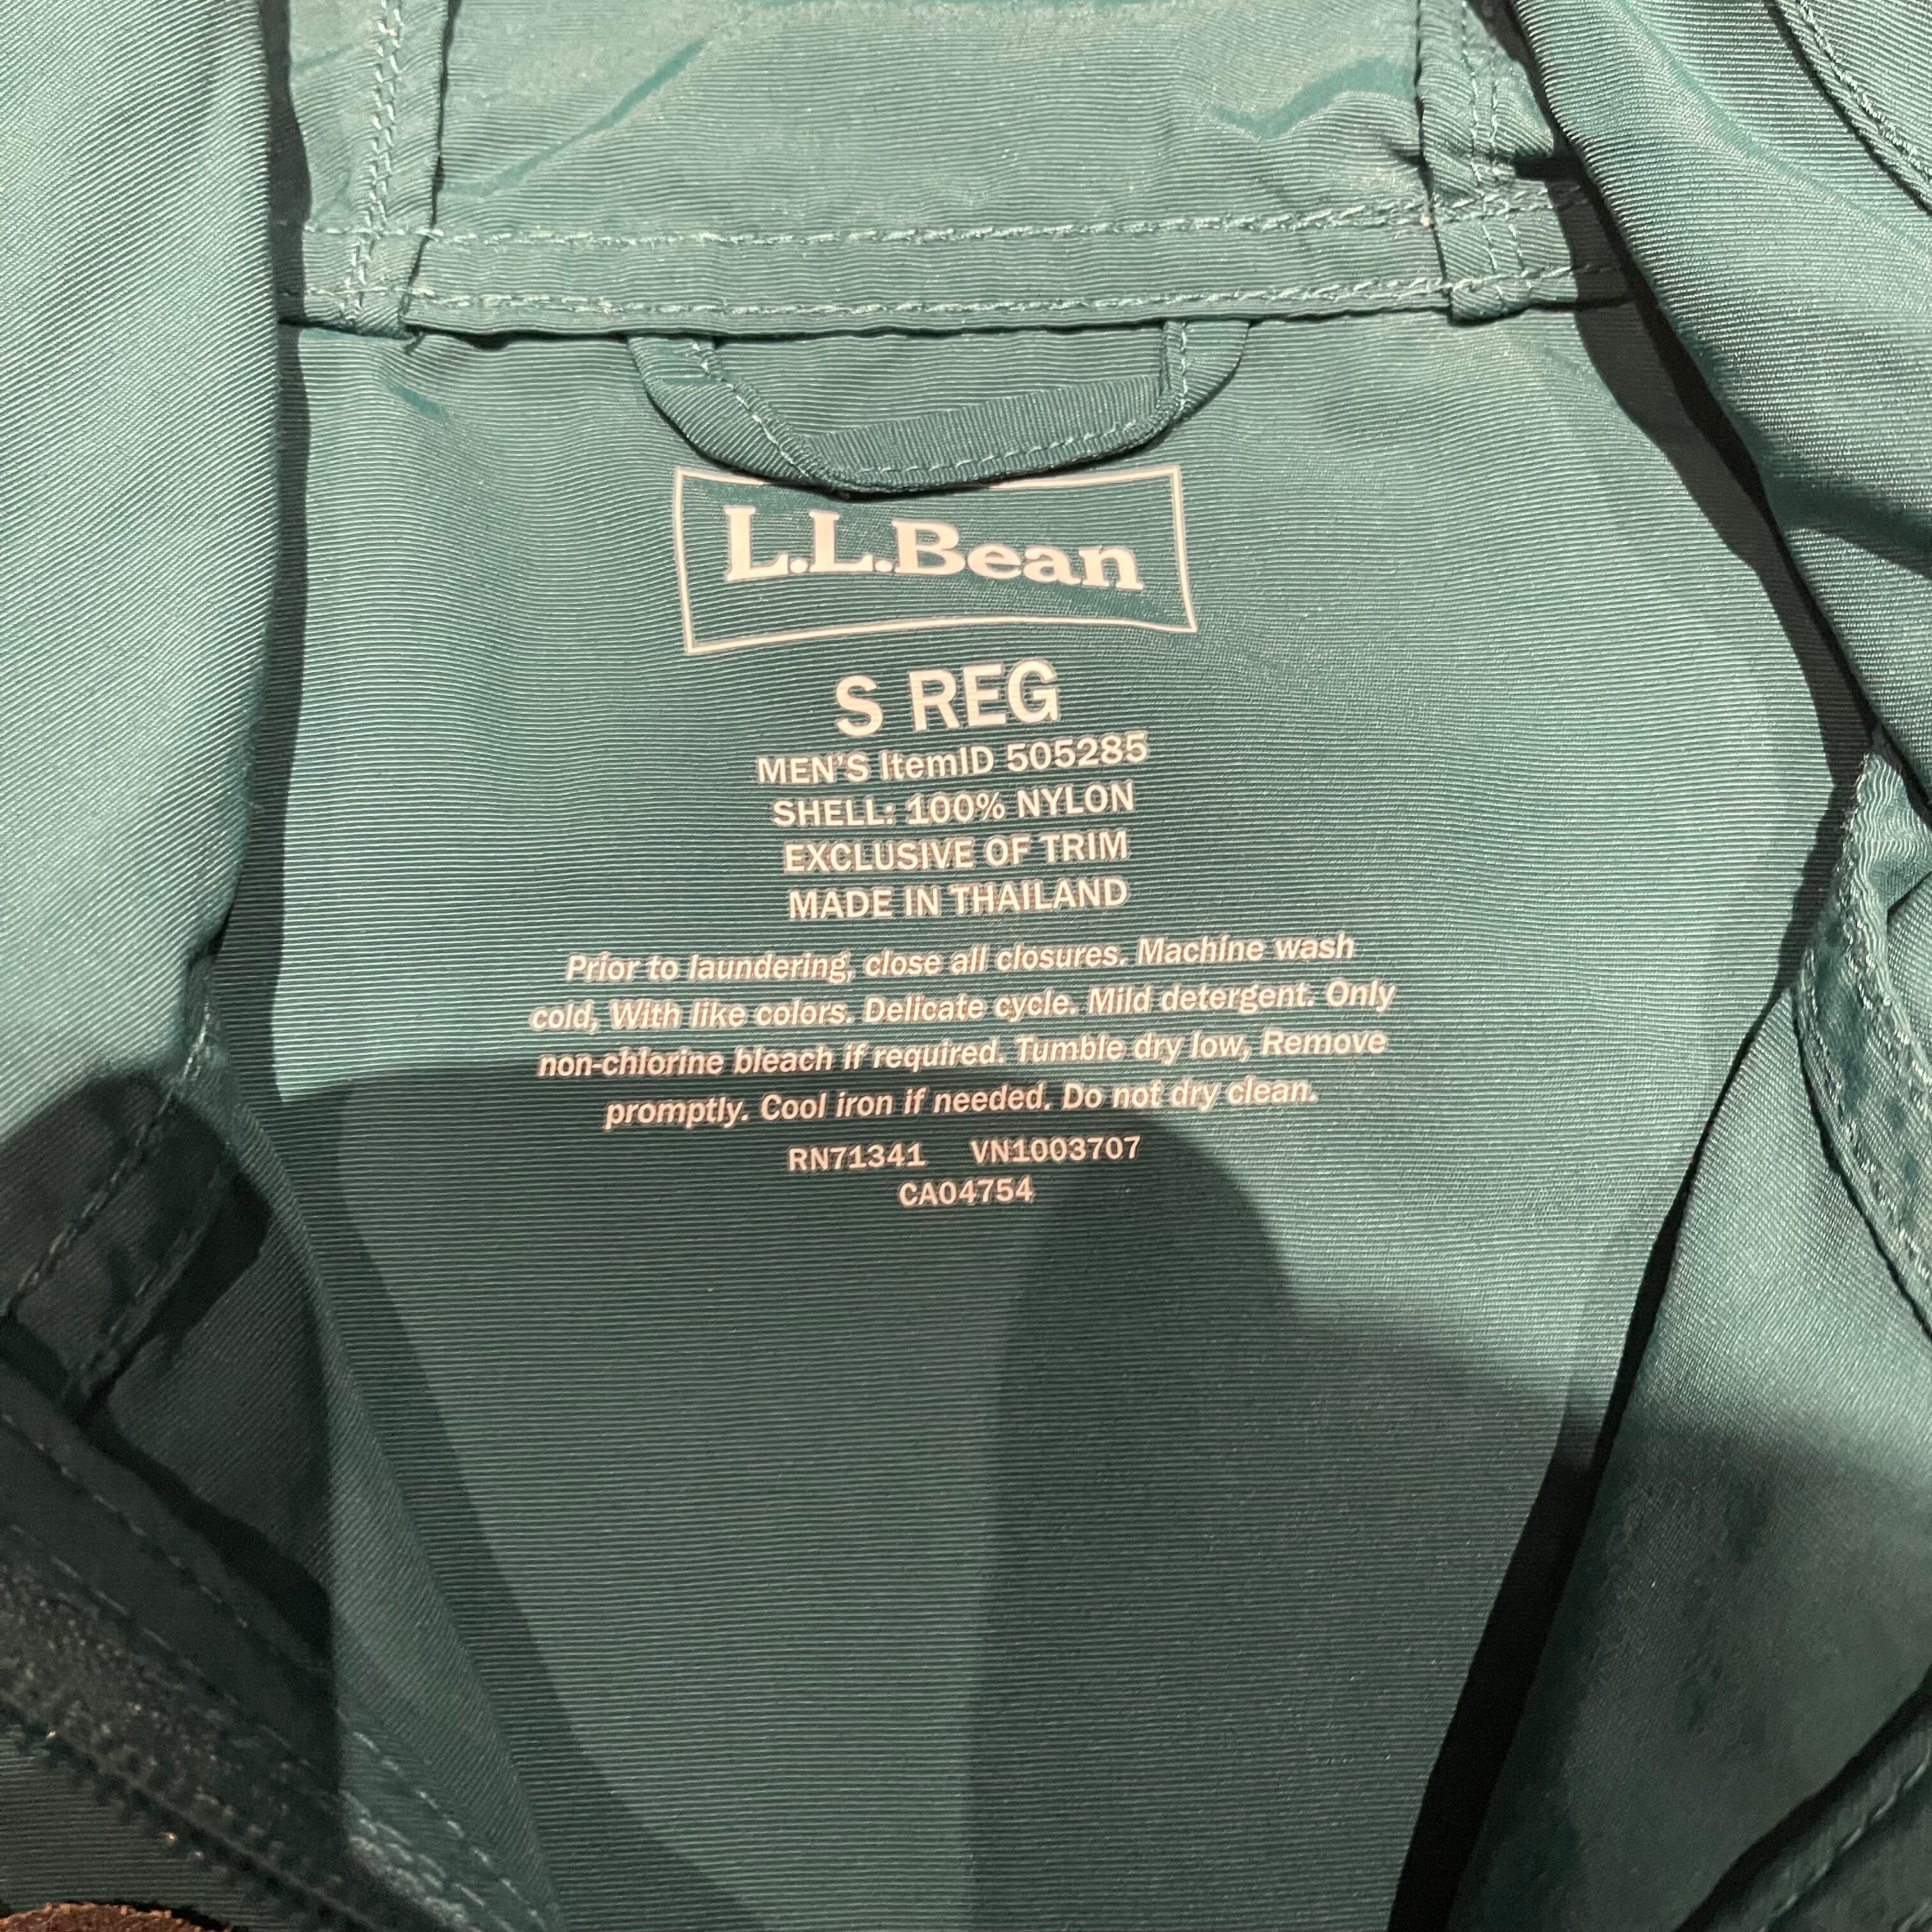 L.L.Bean
S REG
MEN'S ItemID 505285
SHELL: 100% NYLON
EXCLUSIVE OF TRIM
MADE IN THAILAND
Prior to laundering, close all closures. Machine wash
cold, With like colors. Delicate cycle. Mild detergent. Only
non-chlorine bleach if required. Tumble dry low, Remove
promptly. Cool iron if needed. Do not dry clean.
RN71341 VN1003707
CA04754